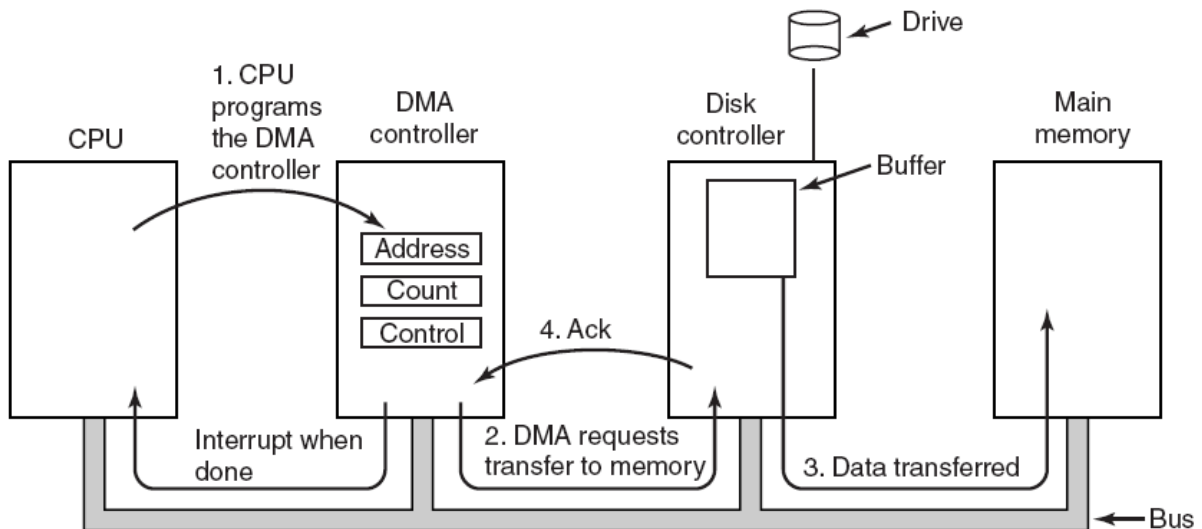 Drive
1. CPU
programs
the DMA
controller
CPU
DMA
controller
Disk
controller
Main
memory
Buffer
Address
Count
Control
4. Ack
Interrupt when
done
2. DMA requests
transfer to memory
3. Data transferred
Bus